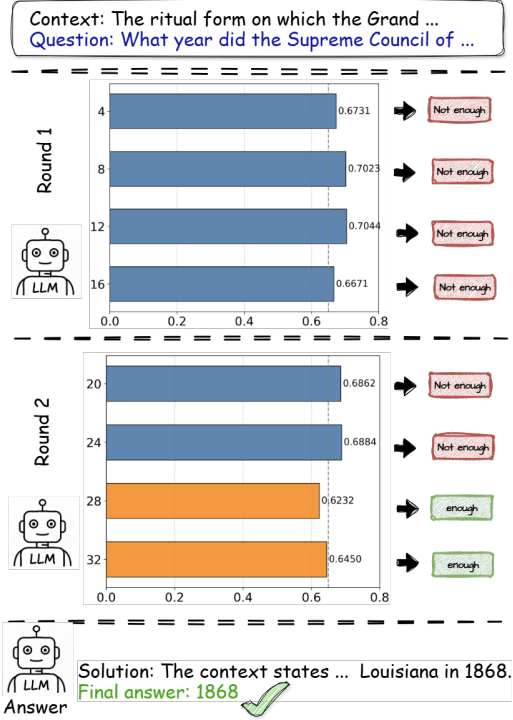 Context: The ritual form on which the Grand ...
Question: What year did the Supreme Council of ...
Round 1
LLM
4
0.6731
Not enough
8
0.7023
Not enough
12
0.7044
Not enough
16
0.6671
Not enough
0.0 0.2 0.4 0.6 0.8
Round 2
LLM
20
0.6862
Not enough
24
0.6884
Not enough
28
0.6232
enough
32
0.6450
enough
0.0 0.2 0.4 0.6 0.8
LLM
Answer
Solution: The context states ... Louisiana in 1868.
Final answer: 1868